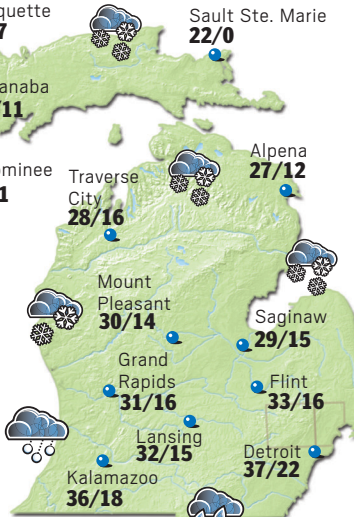 quette
7
Sault Ste. Marie
22/0
anaba
/11
ominee
1
Traverse
City
28/16
Alpena
27/12
Mount
Pleasant
30/14
Saginaw
29/15
Grand
Rapids
31/16
Flint
33/16
Lansing
32/15
Detroit
37/22
Kalamazoo
36/18